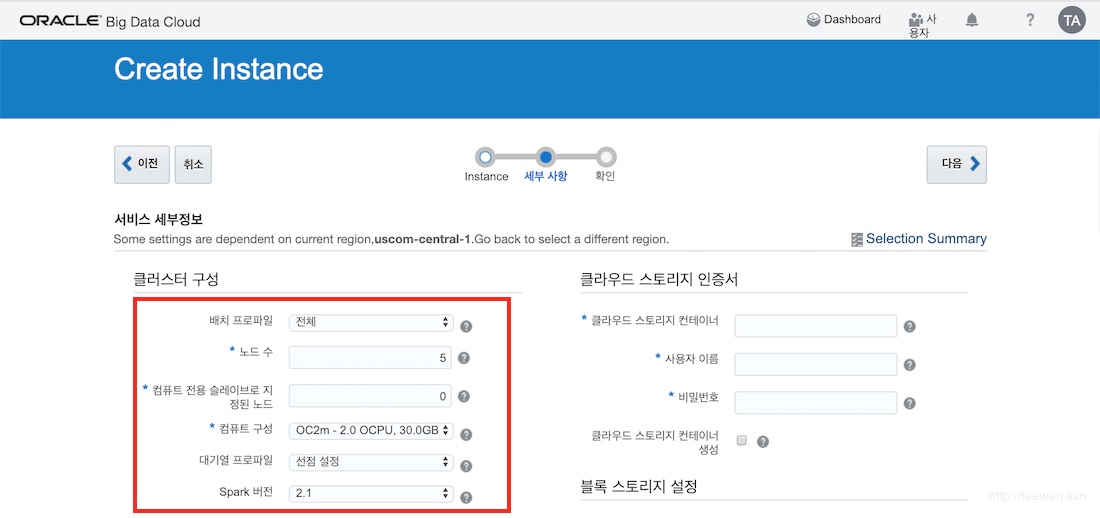 ORACLE® Big Data Cloud
Dashboard
사
용자
?
TA
Create Instance
이전
취소
다음
Instance
세부 사항
확인
서비스 세부정보
Some settings are dependent on current region,uscom-central-1.Go back to select a different region.
Selection Summary
클러스터 구성
배치 프로파일
전체
?
* 노드 수
5
?
* 컴퓨트 전용 슬레이브로 지
정된 노드
0
?
* 컴퓨트 구성
OC2m - 2.0 OCPU, 30.0GB
?
대기열 프로파일
선점 설정
?
Spark 버전
2.1
?
클라우드 스토리지 인증서
* 클라우드 스토리지 컨테이너
?
* 사용자 이름
?
* 비밀번호
?
클라우드 스토리지 컨테이너
생성
?
블록 스토리지 설정
http://taewan.kim